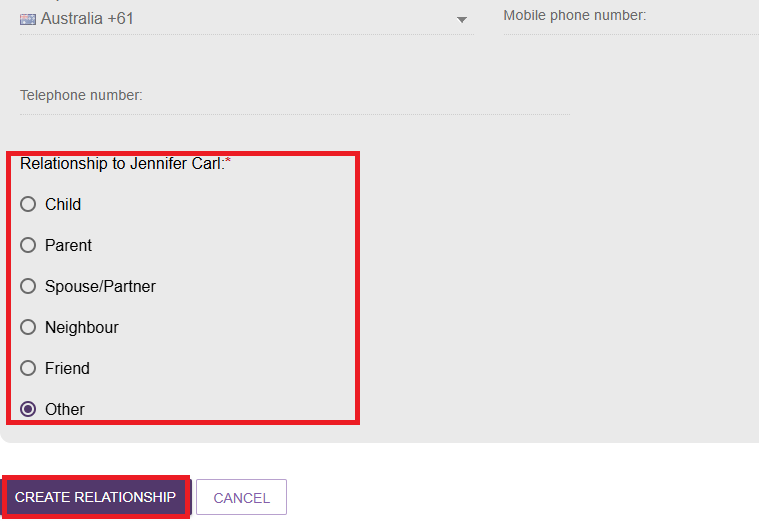 Australia +61
Mobile phone number:
Telephone number:
Relationship to Jennifer Carl:*
Child
Parent
Spouse/Partner
Neighbour
Friend
Other
CREATE RELATIONSHIP
CANCEL